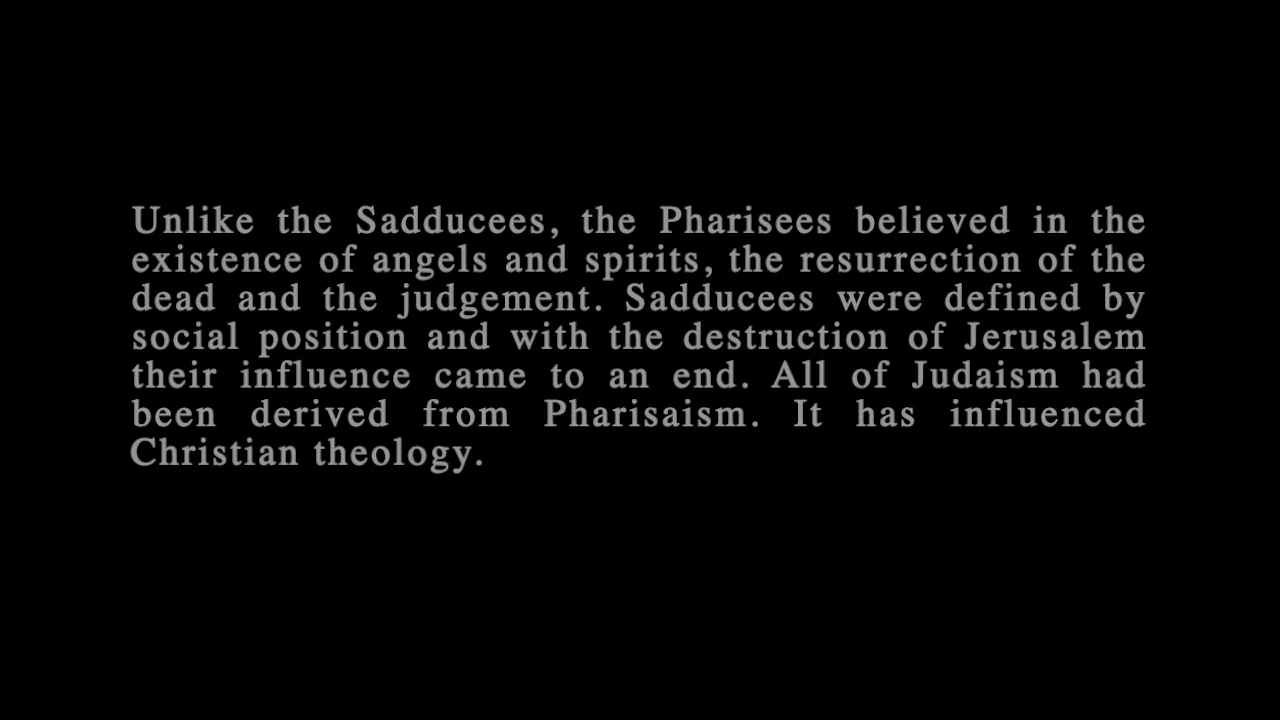 Unlike the Sadducees, the Pharisees believed in the
existence of angels and spirits, the resurrection of the
dead and the judgement. Sadducees were defined by
social position and with the destruction of Jerusalem
their influence came to an end. All of Judaism had
been derived from Pharisaism. It has influenced
Christian theology.